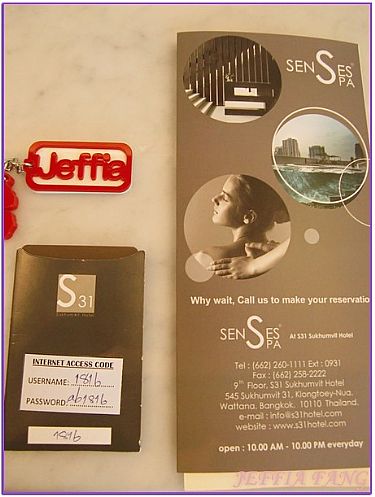 SENSES
SPA
Jeffia
S31
Sukhumvit Hotel
INTERNET ACCESS CODE
USERNAME: 1816
PASSWORD: ab1816
1816
Why wait, Call us to make your reservatio
SENSES
SPA
At S31 Sukhumvit Hotel
Tel : (662) 260-1111 Ext : 0931
Fax : (662) 258-2222
9th Floor, S31 Sukhumvit Hotel
545 Sukhumvit 31, Klongtoey-Nua,
Wattana, Bangkok 10110 Thailand.
e-mail : info@s31hotel.com
website : www.s31hotel.com
open : 10.00 AM - 10.00 PM everyday
JEFFIA FANG